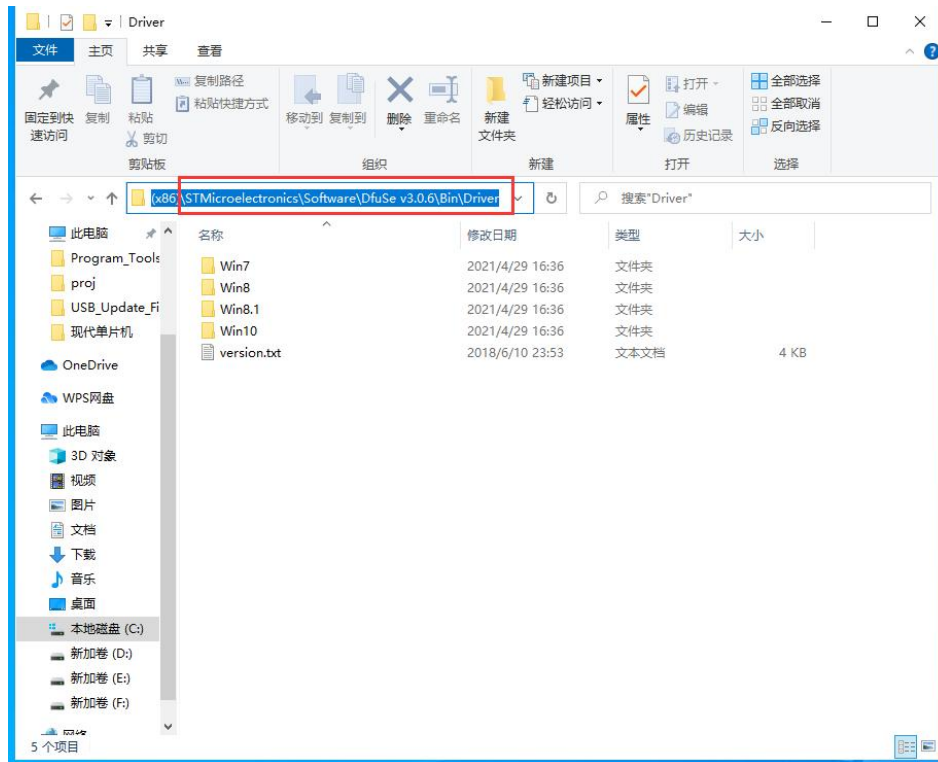 Driver
文件 主页 共享 查看
固定到快速访问
复制
粘贴
复制路径
粘贴快捷方式
剪切
剪贴板
移动到
复制到
删除
重命名
组织
新建文件夹
新建项目
轻松访问
新建
属性
打开
编辑
历史记录
打开
全部选择
全部取消
反向选择
选择
(x86)\STMicroelectronics\Software\DfuSe v3.0.6\Bin\Driver
搜索"Driver"
此电脑
Program_Tools
proj
USB_Update_Fi
现代单片机
OneDrive
WPS网盘
此电脑
3D 对象
视频
图片
文档
下载
音乐
桌面
本地磁盘 (C:)
新加卷 (D:)
新加卷 (E:)
新加卷 (F:)
名称 修改日期 类型 大小
Win7 2021/4/29 16:36 文件夹
Win8 2021/4/29 16:36 文件夹
Win8.1 2021/4/29 16:36 文件夹
Win10 2021/4/29 16:36 文件夹
version.txt 2018/6/10 23:53 文本文档 4 KB
5 个项目